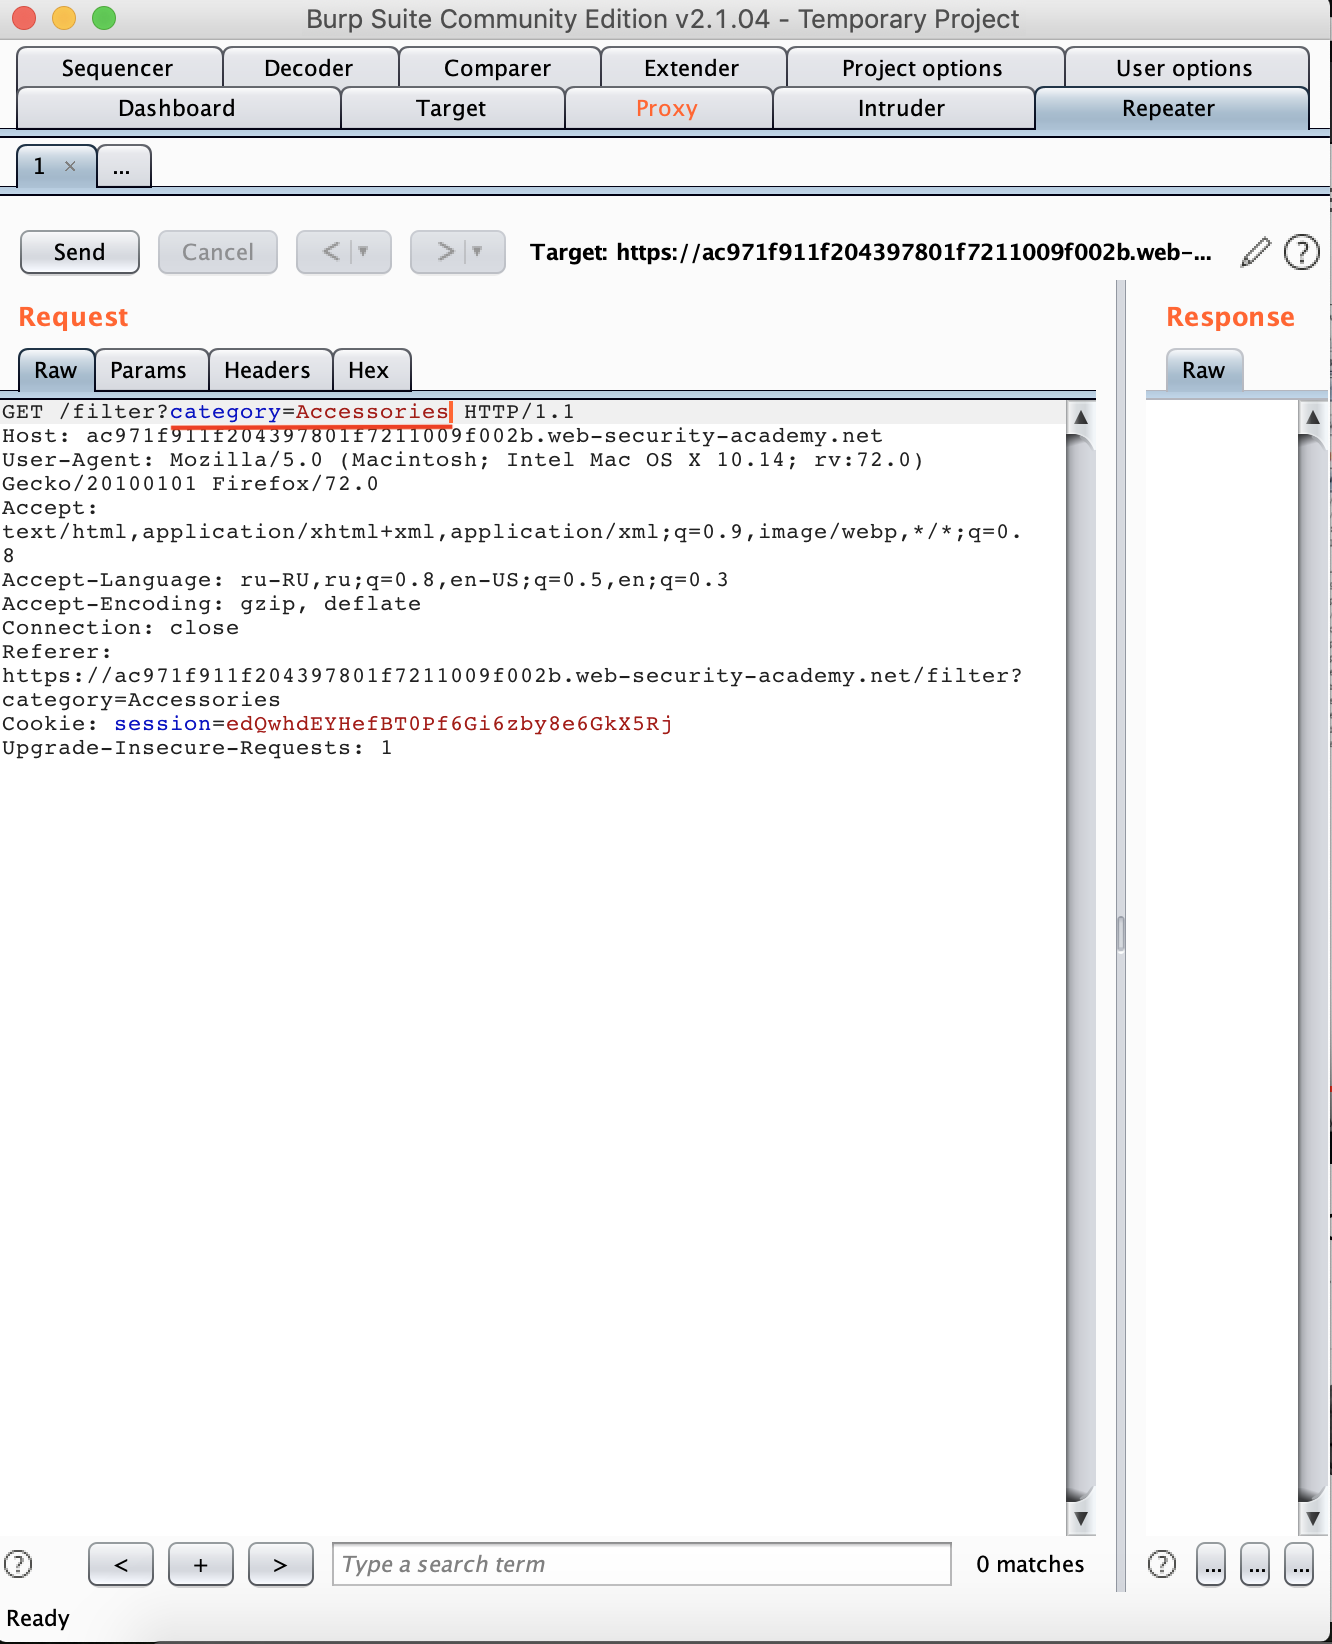 Burp Suite Community Edition v2.1.04 - Temporary Project
Sequencer Decoder Comparer Extender Project options User options
Dashboard Target Proxy Intruder Repeater
1 × ...
Send Cancel < ▼ > ▼ Target: https://ac971f911f204397801f7211009f002b.web-... ?
Request
Raw Params Headers Hex
GET /filter?category=Accessories HTTP/1.1
Host: ac971f911f204397801f7211009f002b.web-security-academy.net
User-Agent: Mozilla/5.0 (Macintosh; Intel Mac OS X 10.14; rv:72.0)
Gecko/20100101 Firefox/72.0
Accept:
text/html,application/xhtml+xml,application/xml;q=0.9,image/webp,*/*;q=0.
8
Accept-Language: ru-RU,ru;q=0.8,en-US;q=0.5,en;q=0.3
Accept-Encoding: gzip, deflate
Connection: close
Referer:
https://ac971f911f204397801f7211009f002b.web-security-academy.net/filter?
category=Accessories
Cookie: session=edQwhdEYHefBT0Pf6Gi6zby8e6GkX5Rj
Upgrade-Insecure-Requests: 1
? < + > Type a search term 0 matches
Response
Raw
? ... ... ...
Ready